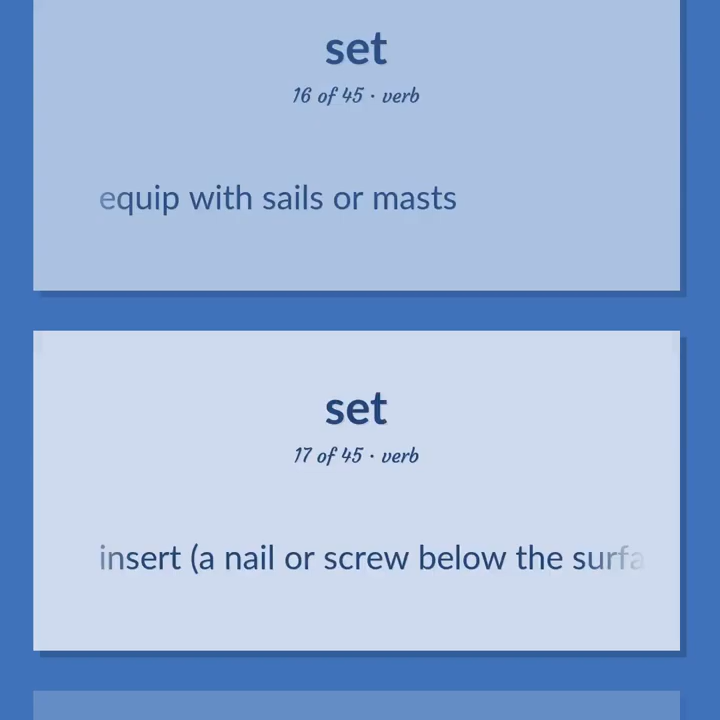 set
16 of 45 · verb
equip with sails or masts
set
17 of 45 · verb
insert (a nail or screw below the surfa